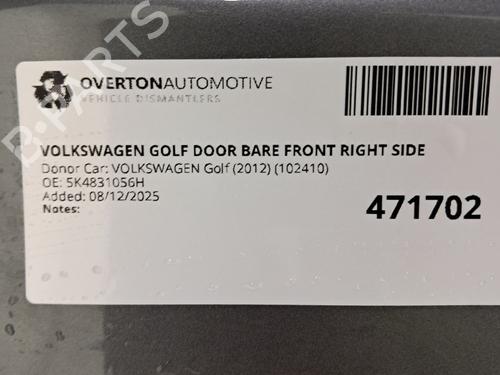 B-PARTS
OVERTONAUTOMOTIVE
VEHICLE DISMANTLERS
VOLKSWAGEN GOLF DOOR BARE FRONT RIGHT SIDE
Donor Car: VOLKSWAGEN Golf (2012) (102410)
OE: 5K4831056H
Added: 08/12/2025
Notes:
471702